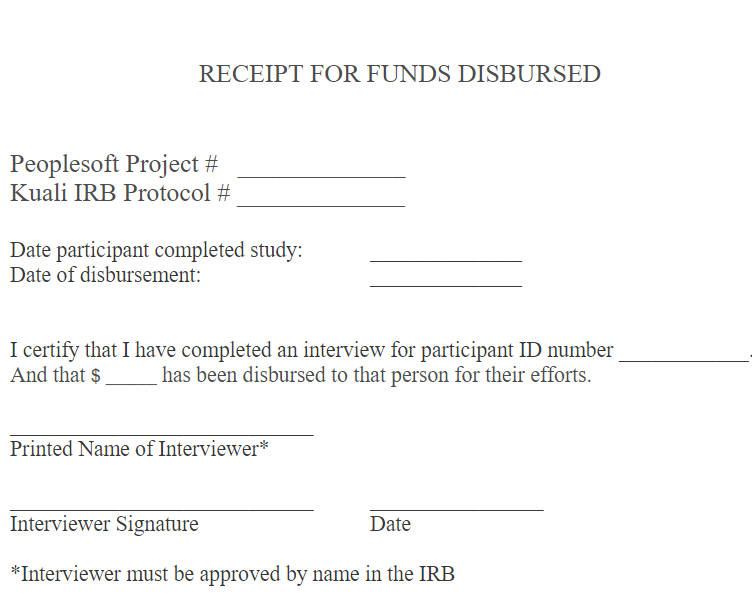 RECEIPT FOR FUNDS DISBURSED
Peoplesoft Project # ______________
Kuali IRB Protocol # ______________
Date participant completed study: ______________
Date of disbursement: ______________
I certify that I have completed an interview for participant ID number ____________.
And that $ _____ has been disbursed to that person for their efforts.
____________________________
Printed Name of Interviewer*
____________________________ ________________
Interviewer Signature Date
*Interviewer must be approved by name in the IRB